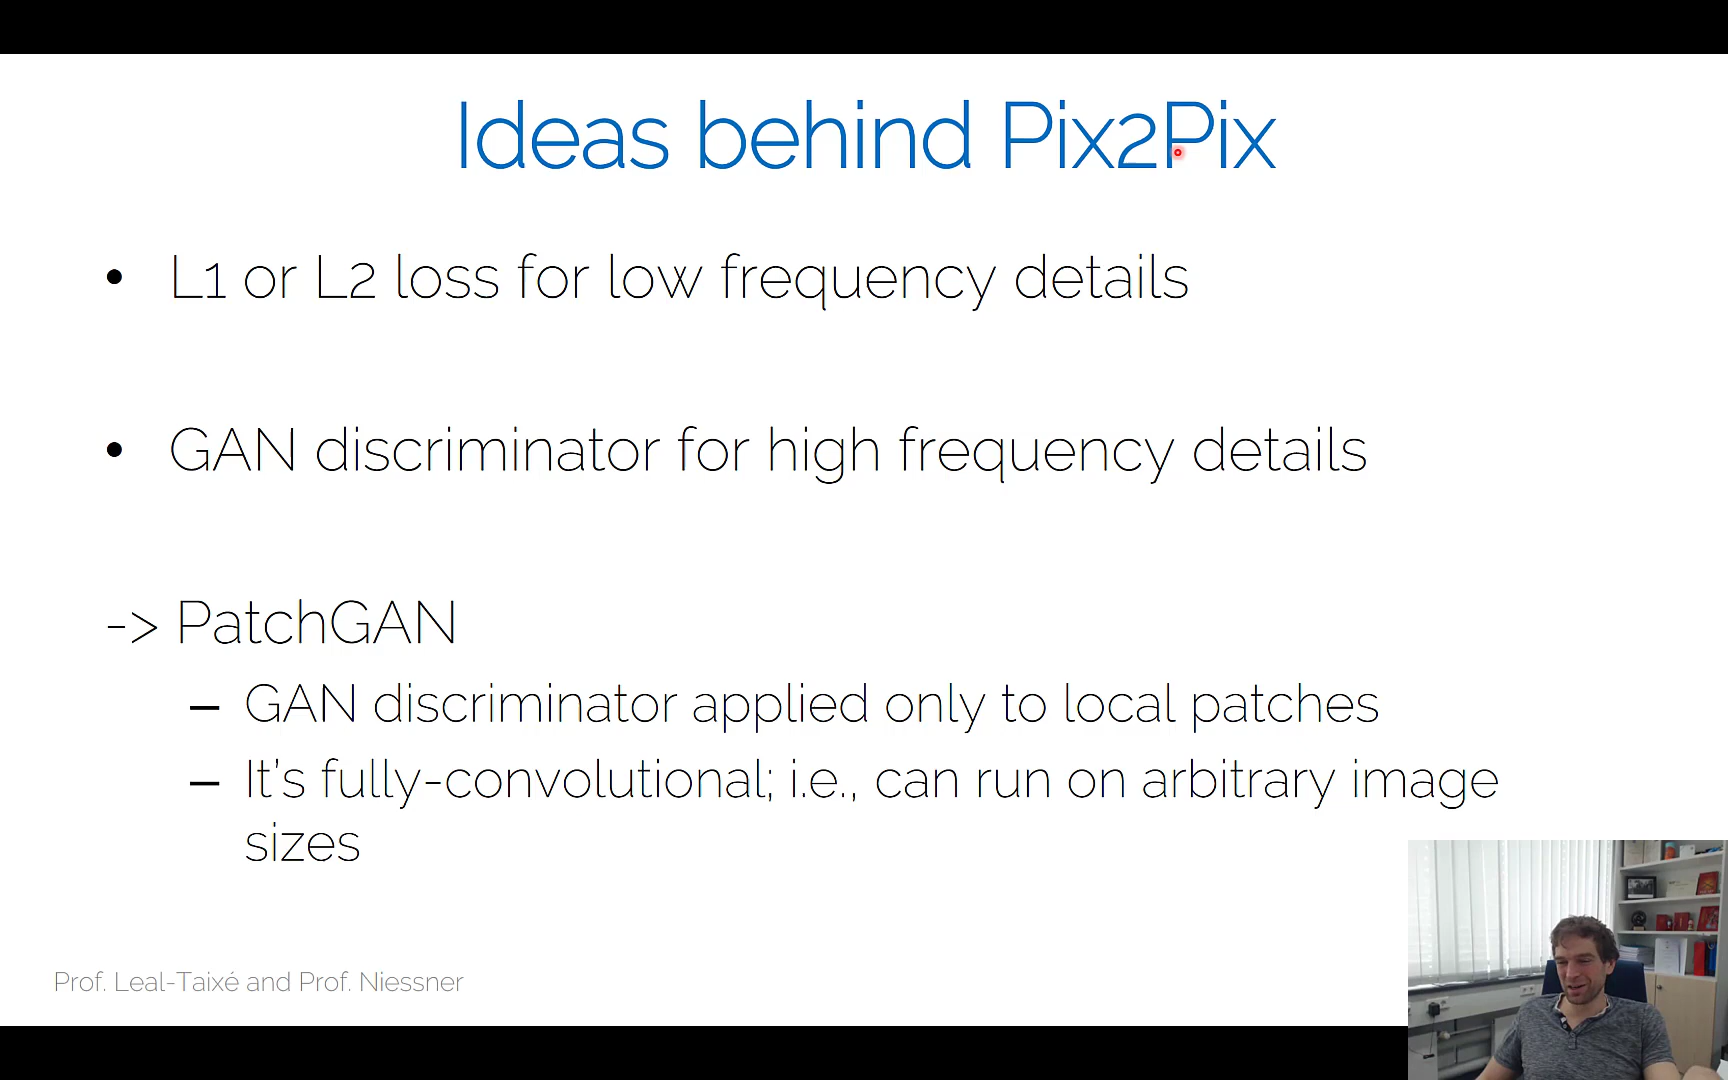 Ideas behind Pix2Pix
• L1 or L2 loss for low frequency details
• GAN discriminator for high frequency details
-> PatchGAN
– GAN discriminator applied only to local patches
– It's fully-convolutional; i.e., can run on arbitrary image
sizes
Prof. Leal-Taixé and Prof. Niessner